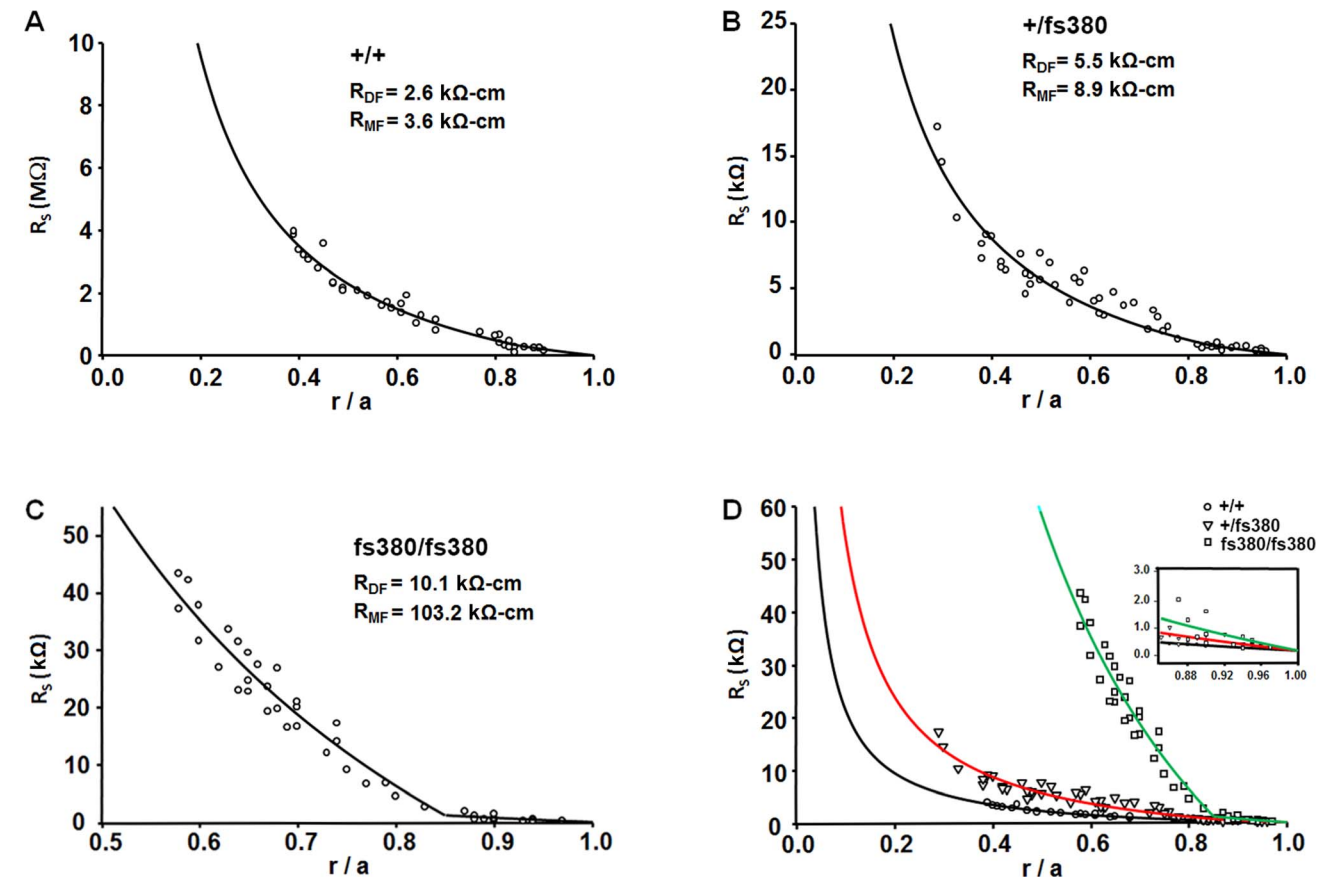 A
+/+
R_DF = 2.6 kΩ-cm
R_MF = 3.6 kΩ-cm
R_S (MΩ)
10
8
6
4
2
0
0.0 0.2 0.4 0.6 0.8 1.0
r / a
B
+/fs380
R_DF = 5.5 kΩ-cm
R_MF = 8.9 kΩ-cm
R_S (kΩ)
25
20
15
10
5
0
0.0 0.2 0.4 0.6 0.8 1.0
r / a
C
fs380/fs380
R_DF = 10.1 kΩ-cm
R_MF = 103.2 kΩ-cm
R_S (kΩ)
50
40
30
20
10
0
0.5 0.6 0.7 0.8 0.9 1.0
r / a
D
+/+
+/fs380
fs380/fs380
R_S (kΩ)
60
50
40
30
20
10
0
0.0 0.2 0.4 0.6 0.8 1.0
r / a
3.0
2.0
1.0
0.0
0.88 0.92 0.96 1.00